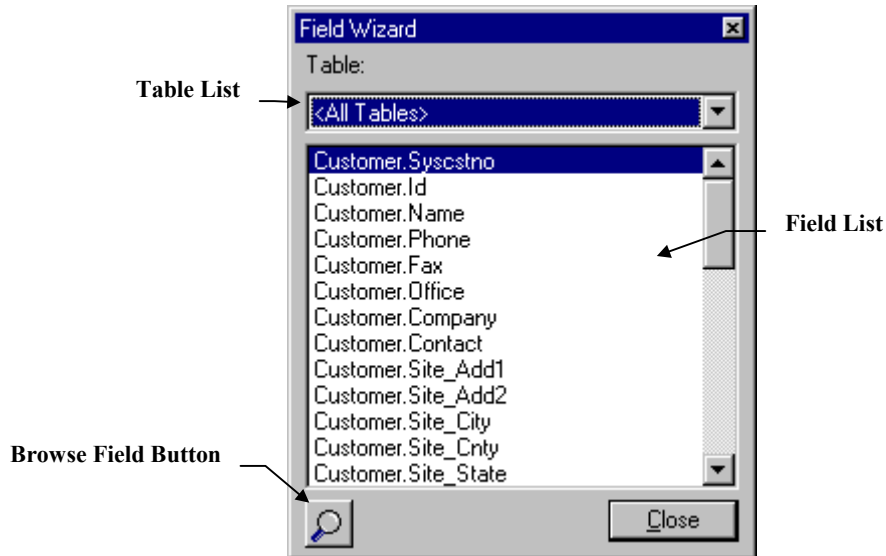 Field Wizard
Table:
Table List
<All Tables>
Customer.Syscstno
Customer.Id
Customer.Name
Customer.Phone
Field List
Customer.Fax
Customer.Office
Customer.Company
Customer.Contact
Customer.Site_Add1
Customer.Site_Add2
Customer.Site_City
Customer.Site_Cnty
Browse Field Button
Customer.Site_State
Close